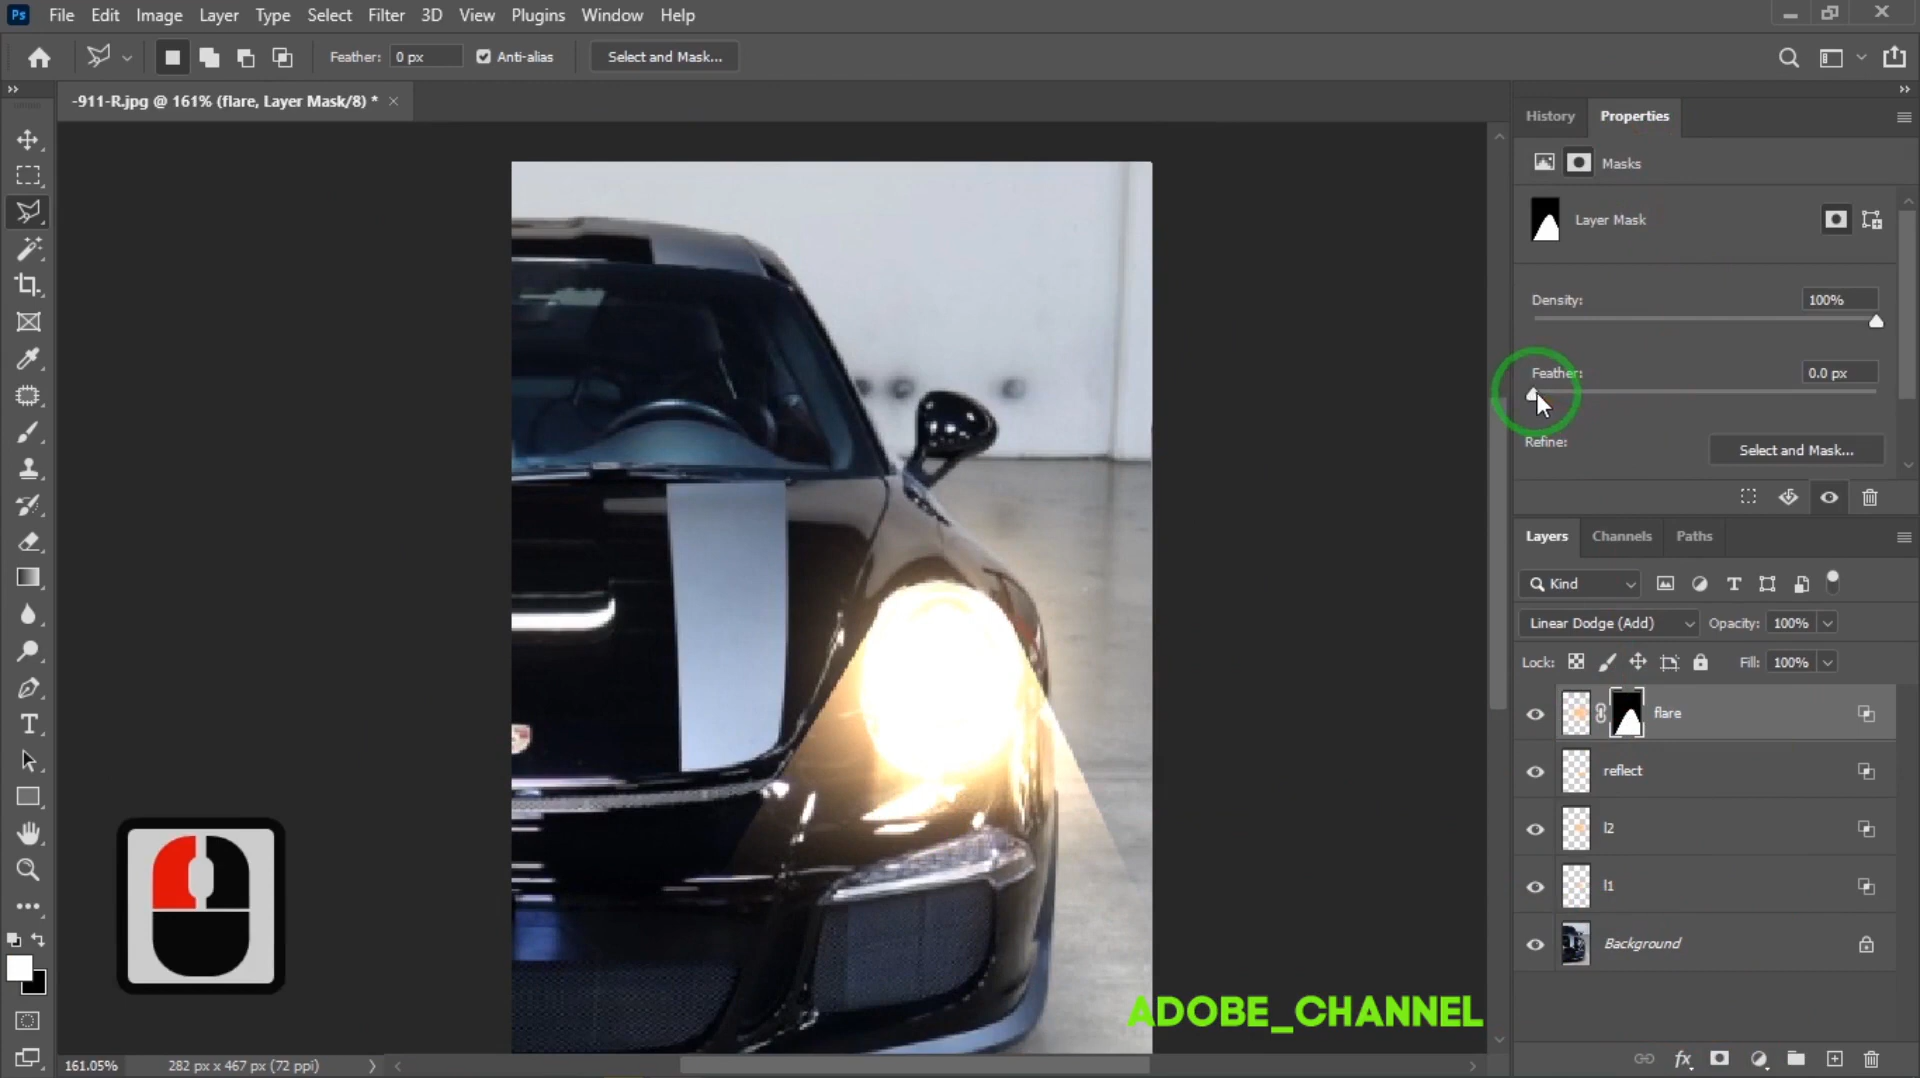 Ps File Edit Image Layer Type Select Filter 3D View Plugins Window Help
Feather: 0 px Anti-alias Select and Mask...
-911-R.jpg @ 161% (flare, Layer Mask/8) *
History Properties
Masks
Layer Mask
Density: 100%
Feather: 0.0 px
Refine: Select and Mask...
Layers Channels Paths
Kind
Linear Dodge (Add) Opacity: 100%
Lock: Fill: 100%
flare
reflect
l2
l1
Background
ADOBE_CHANNEL
161.05% 282 px x 467 px (72 ppi)